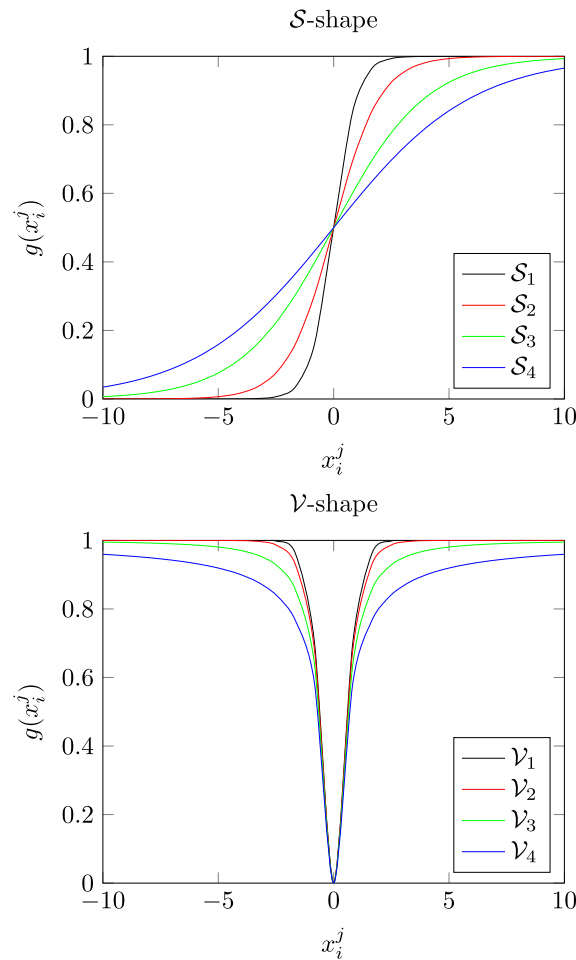 𝒮-shape
1
0.8
0.6
0.4
0.2
0
g(x_i^j)
−10 −5 0 5 10
x_i^j
𝒮₁
𝒮₂
𝒮₃
𝒮₄
𝒱-shape
1
0.8
0.6
0.4
0.2
0
g(x_i^j)
−10 −5 0 5 10
x_i^j
𝒱₁
𝒱₂
𝒱₃
𝒱₄